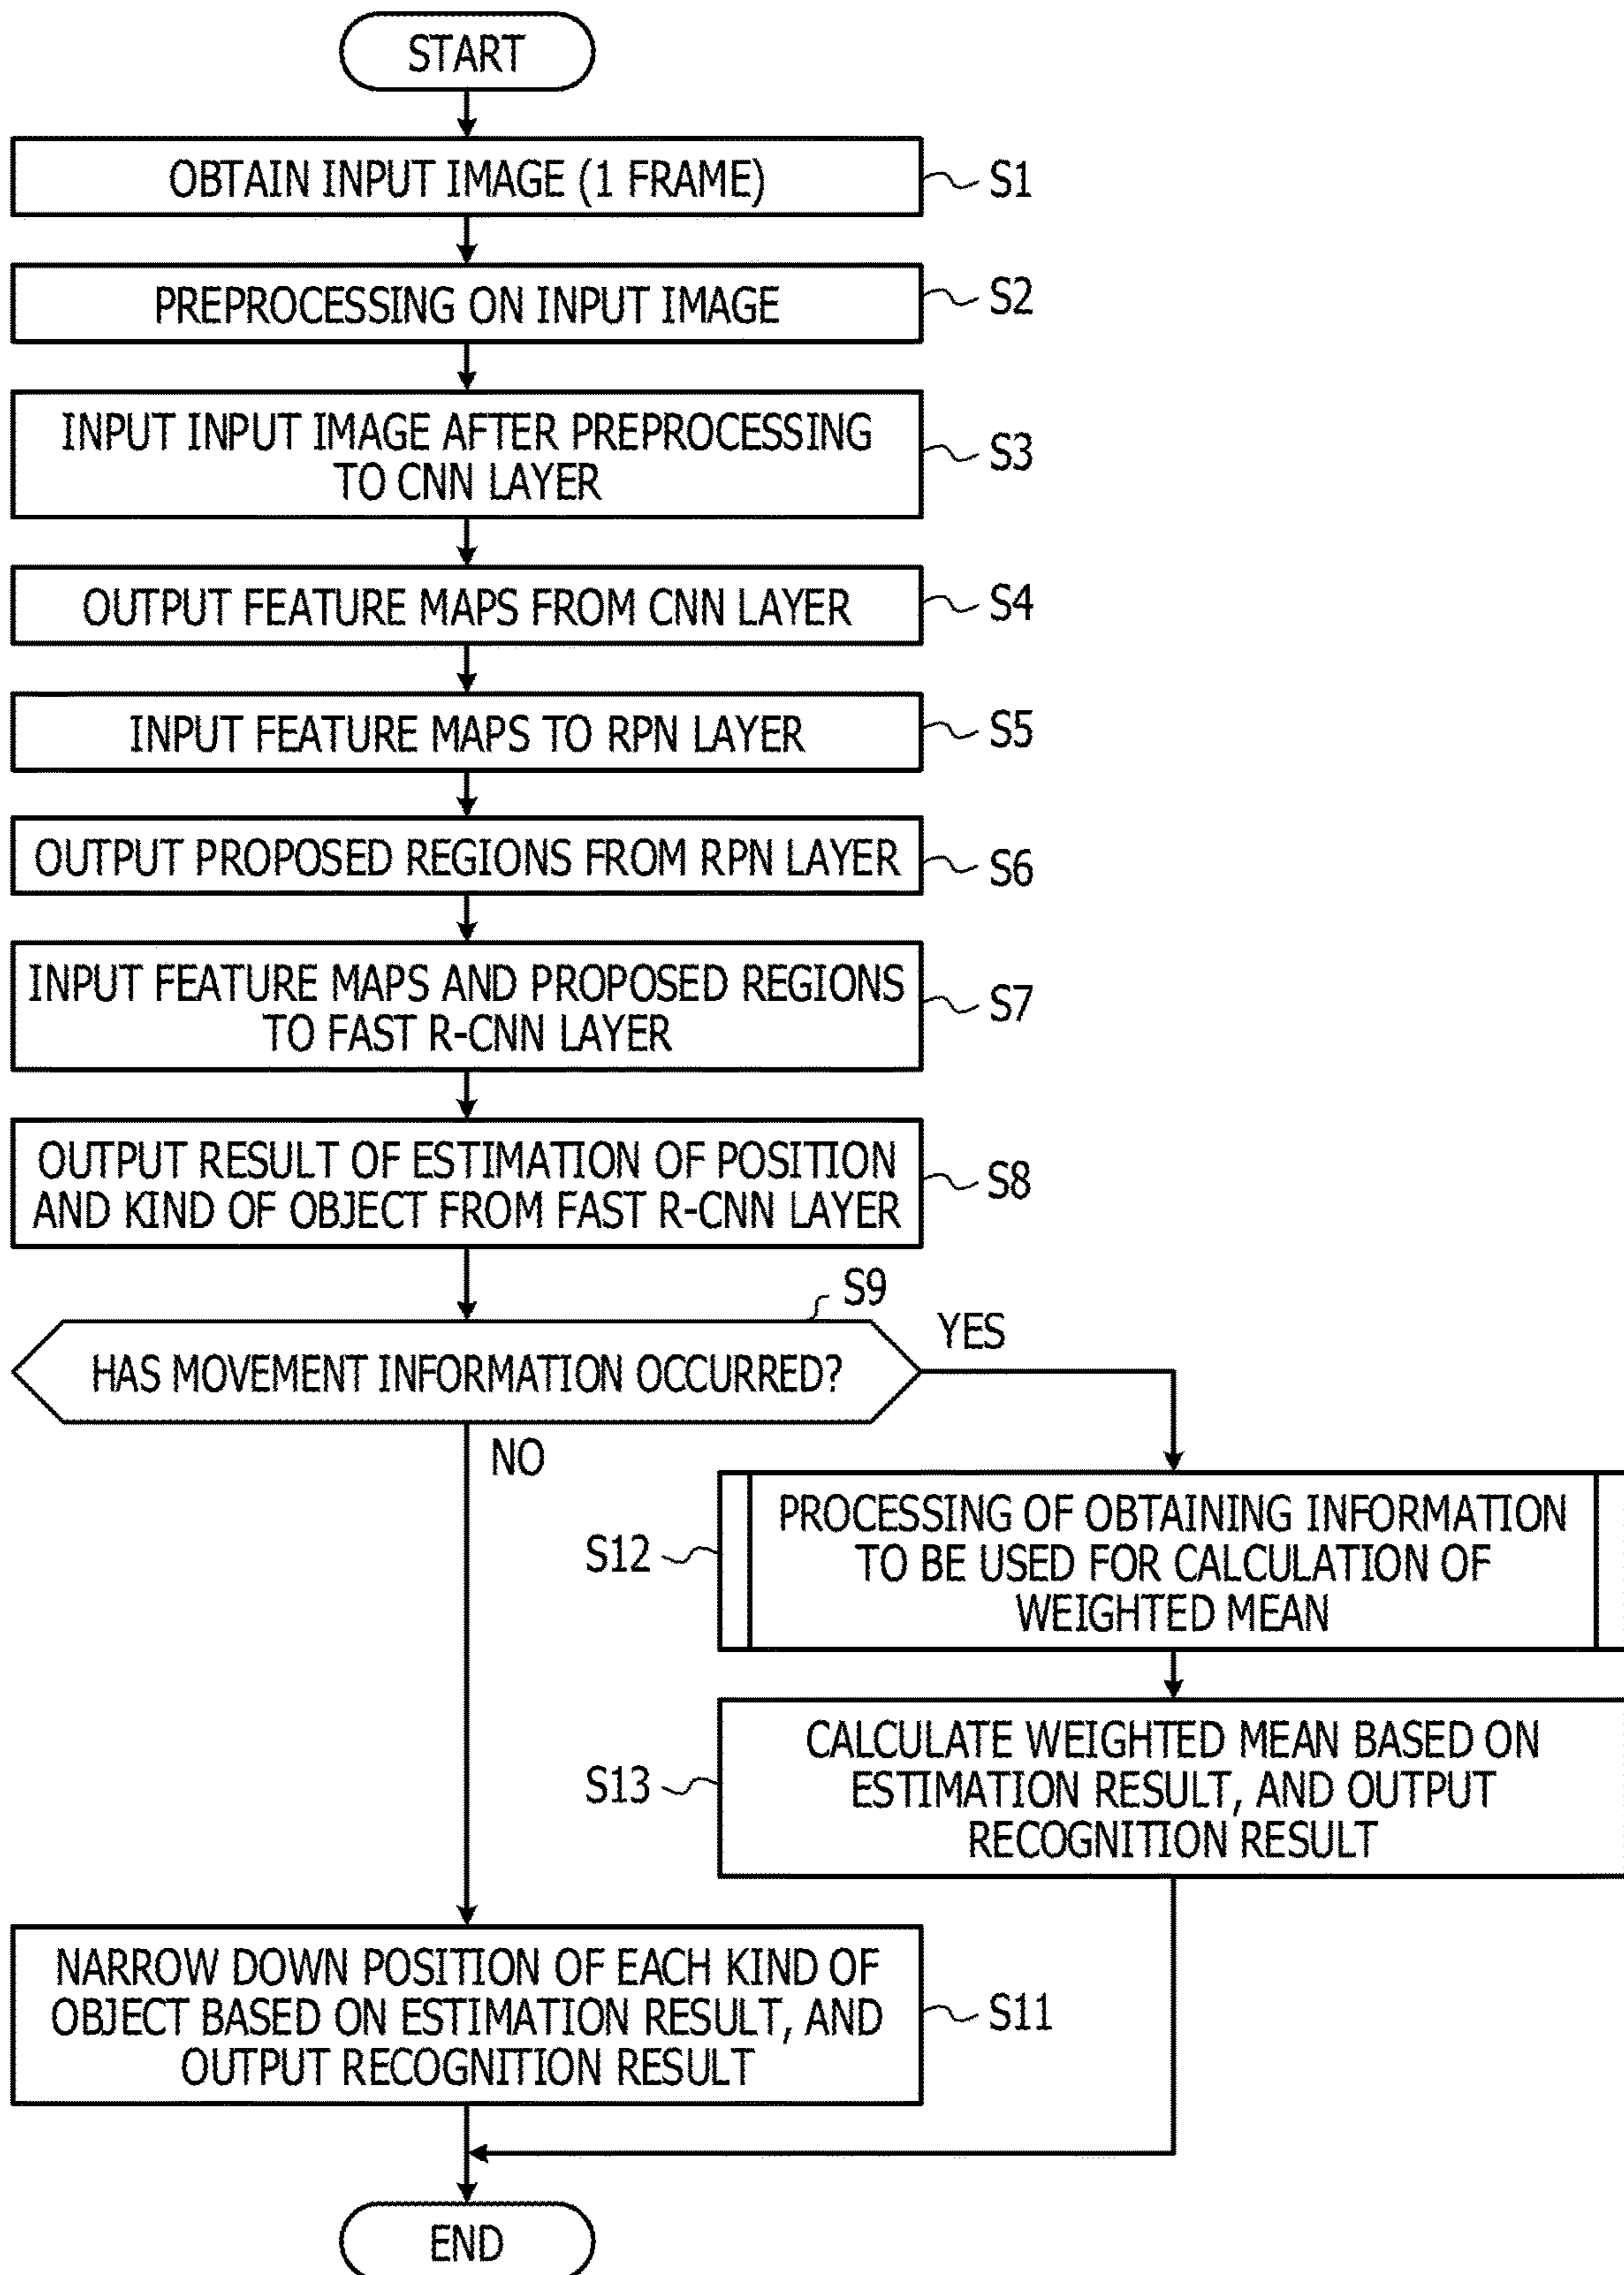 START
OBTAIN INPUT IMAGE (1 FRAME)
S1
PREPROCESSING ON INPUT IMAGE
S2
INPUT INPUT IMAGE AFTER PREPROCESSING
TO CNN LAYER
S3
OUTPUT FEATURE MAPS FROM CNN LAYER
S4
INPUT FEATURE MAPS TO RPN LAYER
S5
OUTPUT PROPOSED REGIONS FROM RPN LAYER
S6
INPUT FEATURE MAPS AND PROPOSED REGIONS
TO FAST R-CNN LAYER
S7
OUTPUT RESULT OF ESTIMATION OF POSITION
AND KIND OF OBJECT FROM FAST R-CNN LAYER
S8
S9
HAS MOVEMENT INFORMATION OCCURRED?
YES
NO
S12
PROCESSING OF OBTAINING INFORMATION
TO BE USED FOR CALCULATION OF
WEIGHTED MEAN
S13
CALCULATE WEIGHTED MEAN BASED ON
ESTIMATION RESULT, AND OUTPUT
RECOGNITION RESULT
NARROW DOWN POSITION OF EACH KIND OF
OBJECT BASED ON ESTIMATION RESULT, AND
OUTPUT RECOGNITION RESULT
S11
END